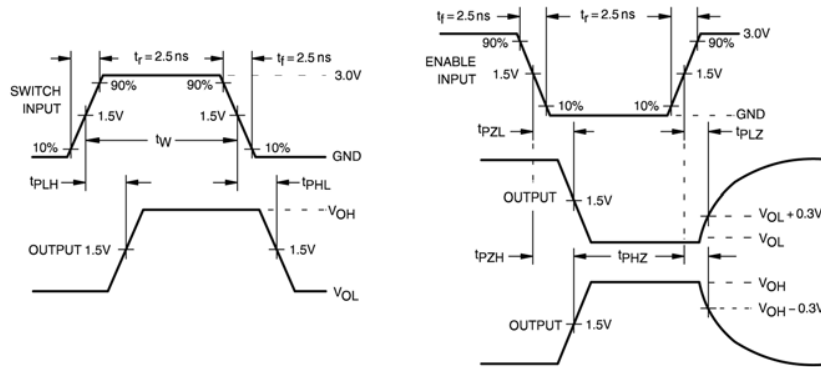 tr = 2.5 ns
tf = 2.5 ns
3.0V
90%
90%
SWITCH
INPUT
1.5V
1.5V
tW
10%
10%
GND
tPLH
tPHL
VOH
OUTPUT 1.5V
1.5V
VOL
tf = 2.5 ns
tr = 2.5 ns
90%
90%
3.0V
ENABLE
INPUT
1.5V
1.5V
10%
10%
GND
tPZL
tPLZ
OUTPUT
1.5V
VOL + 0.3V
VOL
tPZH
tPHZ
VOH
VOH − 0.3V
OUTPUT
1.5V